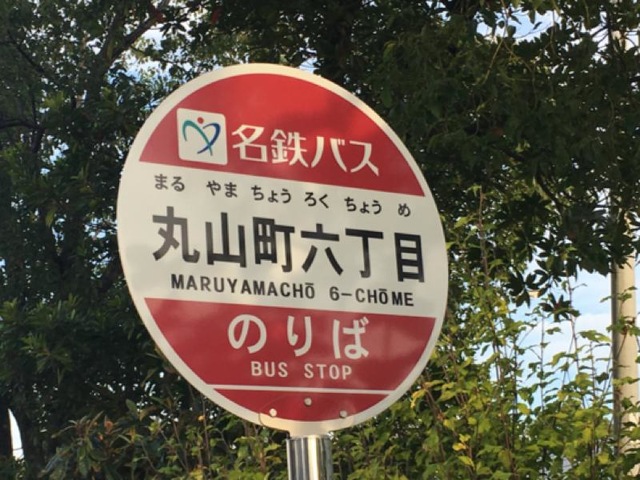 名鉄バス
まる やま ちょう ろく ちょう め
丸山町六丁目
MARUYAMACHŌ 6-CHŌME
のりば
BUS STOP